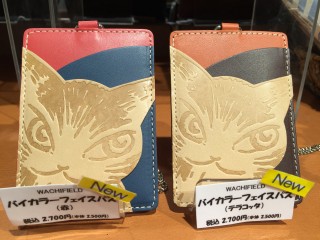 New
WACHIFIELD
バイカラーフェイスパス
(赤)
税込 2,700円(本体 2,500円)
New
WACHIFIELD
バイカラーフェイスパス
(テラコッタ)
税込 2,700円(本体 2,500円)